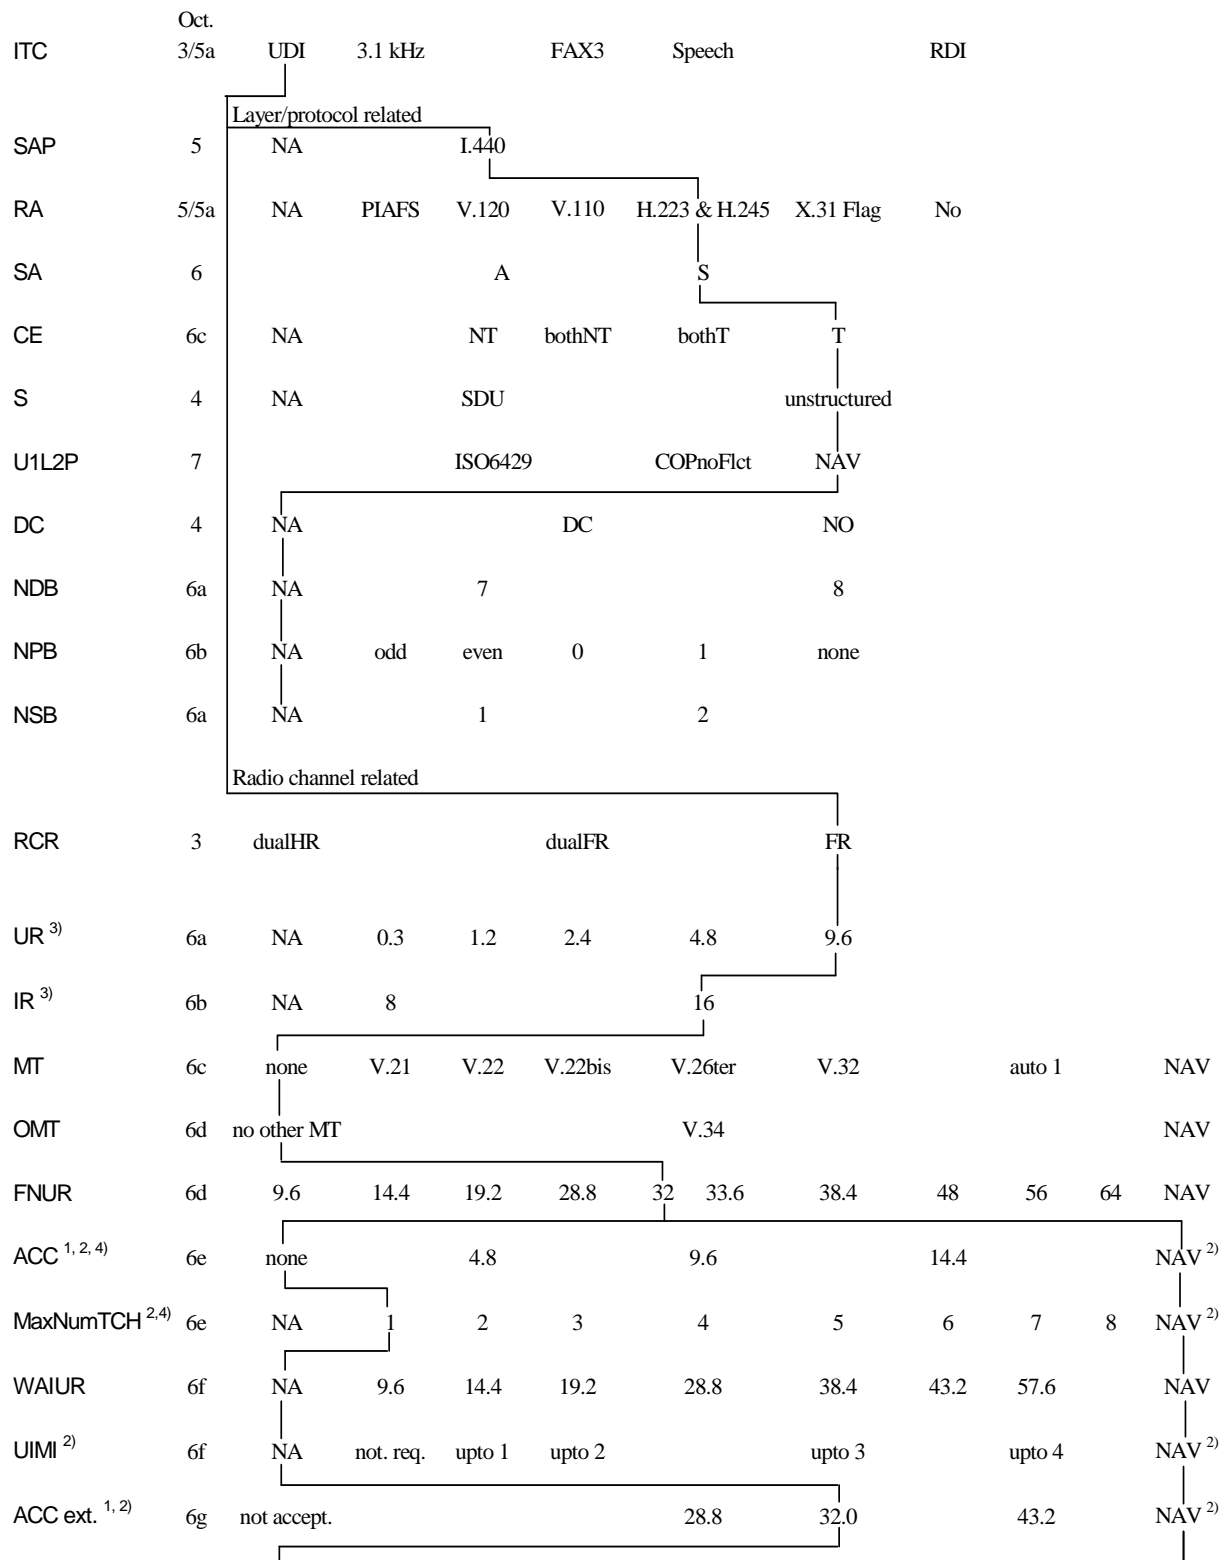 Oct.
ITC 3/5a UDI 3.1 kHz FAX3 Speech RDI
Layer/protocol related
SAP 5 NA I.440
RA 5/5a NA PIAFS V.120 V.110 H.223 & H.245 X.31 Flag No
SA 6 A S
CE 6c NA NT bothNT bothT T
S 4 NA SDU unstructured
U1L2P 7 ISO6429 COPnoFlct NAV
DC 4 NA DC NO
NDB 6a NA 7 8
NPB 6b NA odd even 0 1 none
NSB 6a NA 1 2
Radio channel related
RCR 3 dualHR dualFR FR
UR 3) 6a NA 0.3 1.2 2.4 4.8 9.6
IR 3) 6b NA 8 16
MT 6c none V.21 V.22 V.22bis V.26ter V.32 auto 1 NAV
OMT 6d no other MT V.34 NAV
FNUR 6d 9.6 14.4 19.2 28.8 32 33.6 38.4 48 56 64 NAV
ACC 1, 2, 4) 6e none 4.8 9.6 14.4 NAV 2)
MaxNumTCH 2,4) 6e NA 1 2 3 4 5 6 7 8 NAV 2)
WAIUR 6f NA 9.6 14.4 19.2 28.8 38.4 43.2 57.6 NAV
UIMI 2) 6f NA not. req. upto 1 upto 2 upto 3 upto 4 NAV 2)
ACC ext. 1, 2) 6g not accept. 28.8 32.0 43.2 NAV 2)